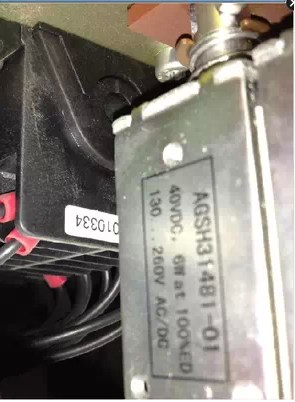 AGSH31481-01
40VDC, 6W at 100%ED
130..260V AC/DC
010334